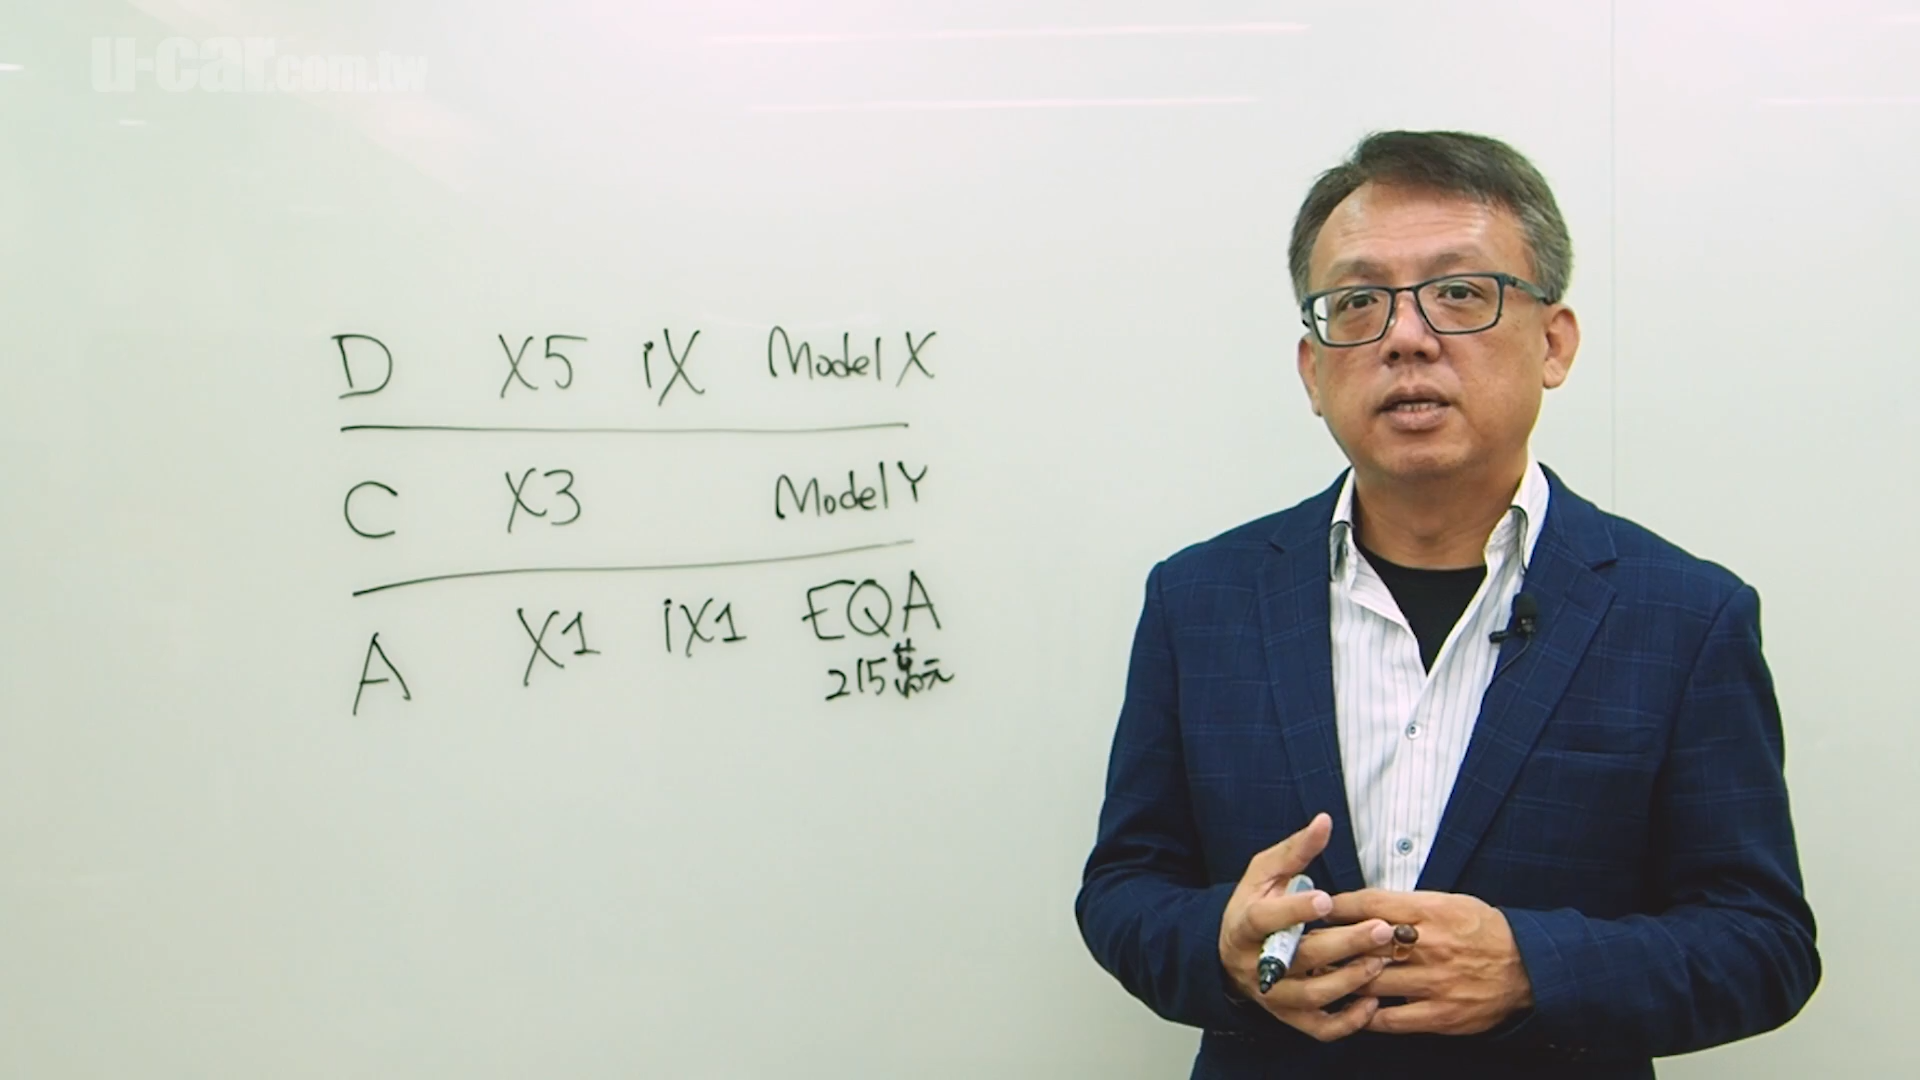 u-car.com.tw
D X5 iX Model X
C X3 Model Y
A X1 iX1 EQA
215萬元